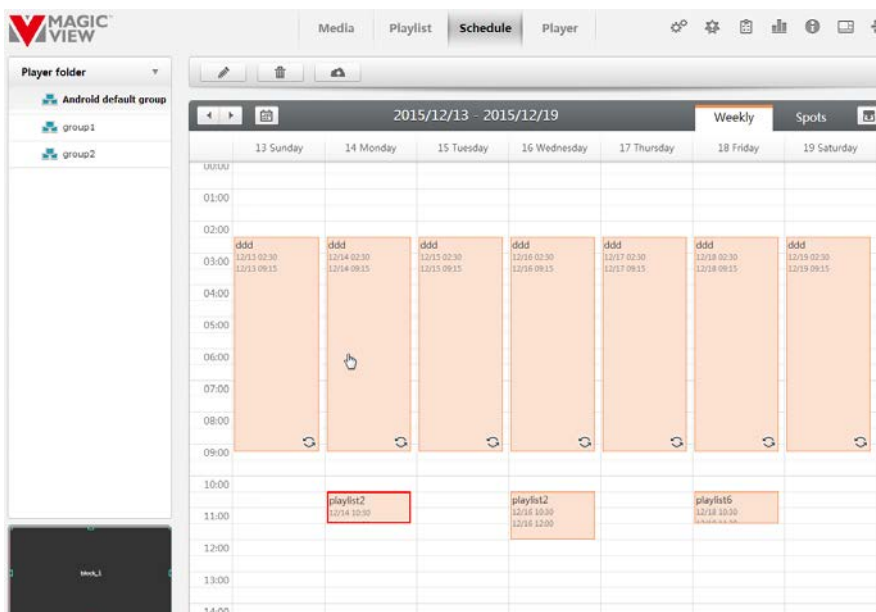 MAGIC
VIEW
Media Playlist Schedule Player
Player folder
Android default group
group1
group2
2015/12/13 - 2015/12/19 Weekly Spots
13 Sunday 14 Monday 15 Tuesday 16 Wednesday 17 Thursday 18 Friday 19 Saturday
00:00
01:00
02:00
ddd ddd ddd ddd ddd ddd ddd
12/13 02:30 12/14 02:30 12/15 02:30 12/16 02:30 12/17 02:30 12/18 02:30 12/19 02:30
03:00
12/13 09:15 12/14 09:15 12/15 09:15 12/16 09:15 12/17 09:15 12/18 09:15 12/19 09:15
04:00
05:00
06:00
07:00
08:00
09:00
10:00
playlist2 playlist2 playlist6
12/14 10:30 12/16 10:30 12/18 10:30
11:00
12/16 12:00
12:00
13:00
14:00
block_1